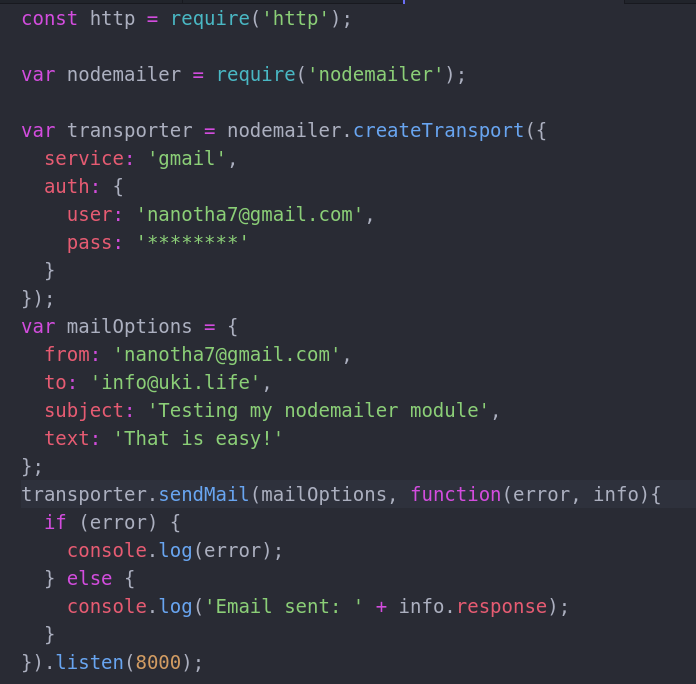 const http = require('http');
var nodemailer = require('nodemailer');
var transporter = nodemailer.createTransport({
  service: 'gmail',
  auth: {
    user: 'nanotha7@gmail.com',
    pass: '********'
  }
});
var mailOptions = {
  from: 'nanotha7@gmail.com',
  to: 'info@uki.life',
  subject: 'Testing my nodemailer module',
  text: 'That is easy!'
};
transporter.sendMail(mailOptions, function(error, info){
  if (error) {
    console.log(error);
  } else {
    console.log('Email sent: ' + info.response);
  }
}).listen(8000);